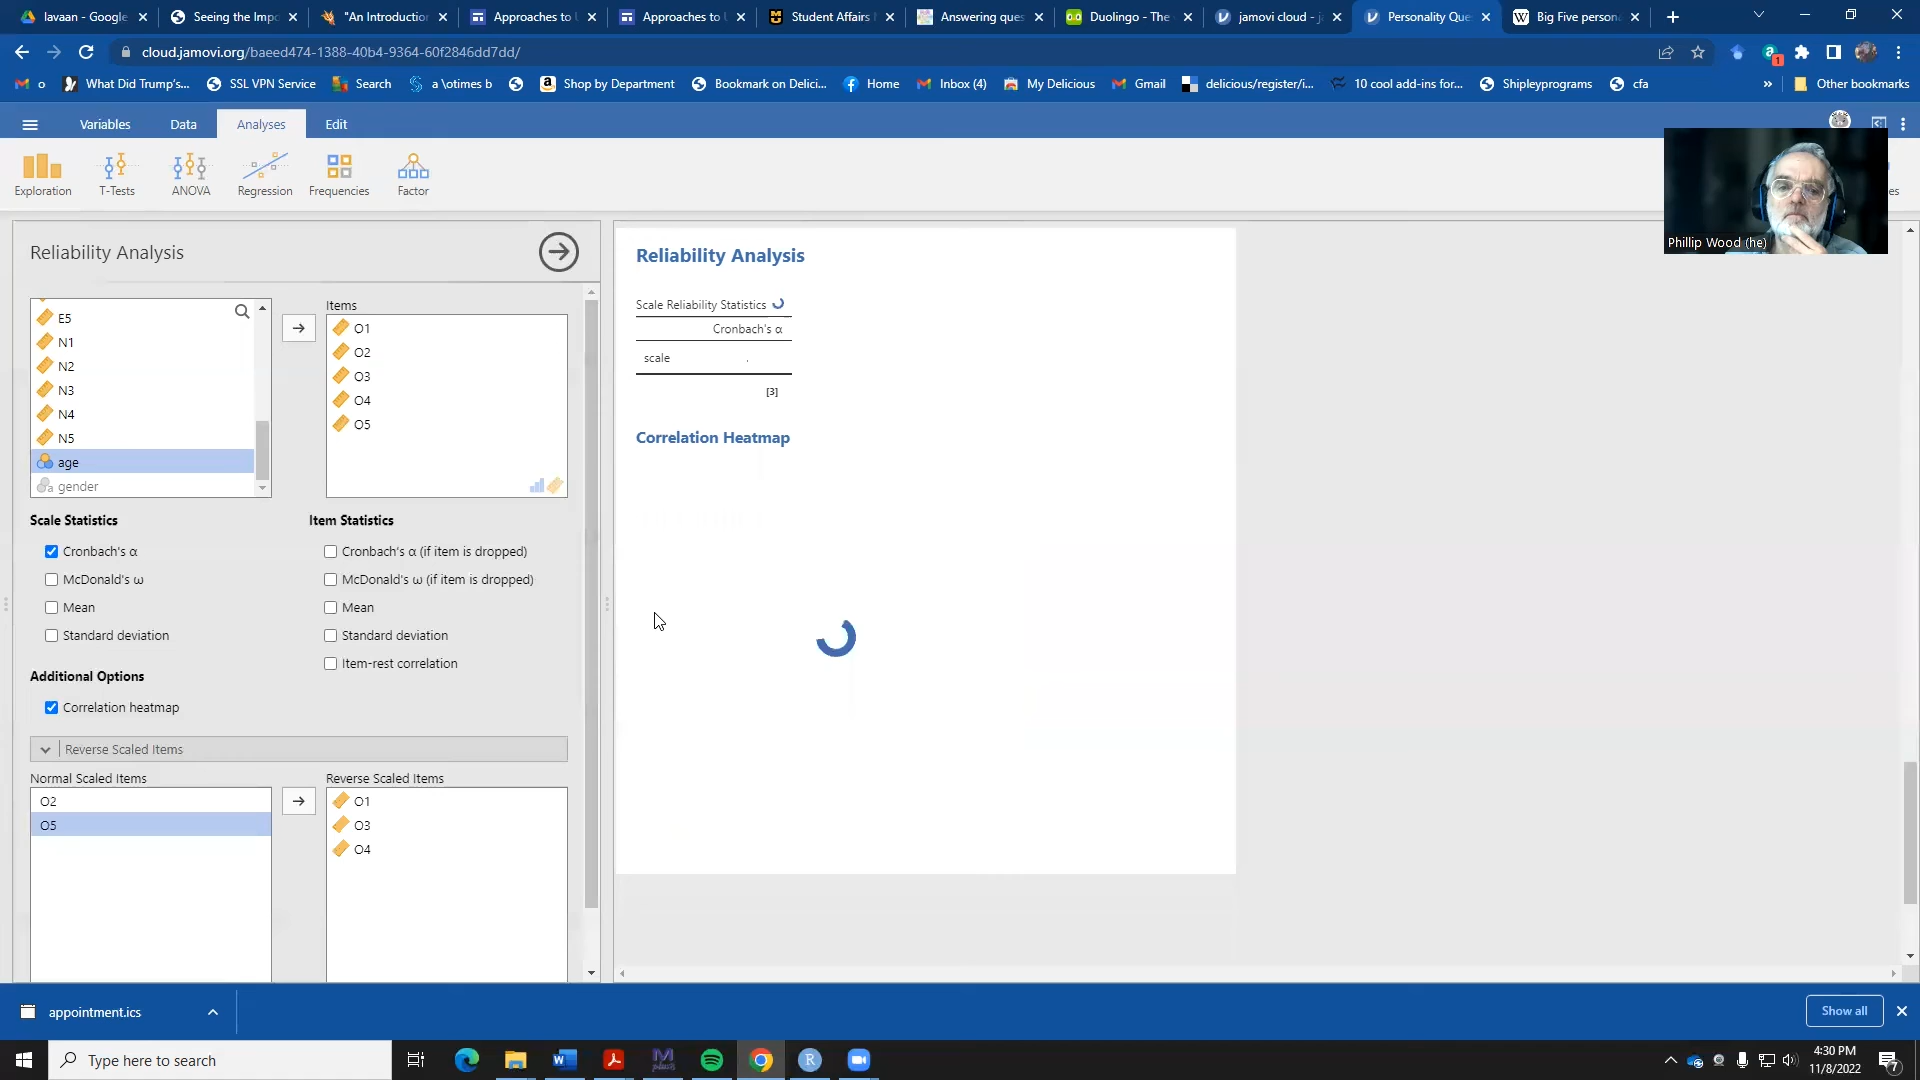 lavaan - Google
Seeing the Impo
"An Introduction
Approaches to U
Approaches to U
Student Affairs
Answering ques
Duolingo - The
jamovi cloud - ja
Personality Que
Big Five person
cloud.jamovi.org/baeed474-1388-40b4-9364-60f2846dd7dd/
o
What Did Trump's...
SSL VPN Service
Search
a \otimes b
Shop by Department
Bookmark on Delici...
Home
Inbox (4)
My Delicious
Gmail
delicious/register/i...
10 cool add-ins for...
Shipleyprograms
cfa
»
Other bookmarks
Variables
Data
Analyses
Edit
Exploration
T-Tests
ANOVA
Regression
Frequencies
Factor
es
Phillip Wood (he)
Reliability Analysis
E5
N1
N2
N3
N4
N5
age
gender
Items
O1
O2
O3
O4
O5
Scale Statistics
Cronbach's α
McDonald's ω
Mean
Standard deviation
Item Statistics
Cronbach's α (if item is dropped)
McDonald's ω (if item is dropped)
Mean
Standard deviation
Item-rest correlation
Additional Options
Correlation heatmap
Reverse Scaled Items
Normal Scaled Items
O2
O5
Reverse Scaled Items
O1
O3
O4
Reliability Analysis
Scale Reliability Statistics
Cronbach's α
scale .
[3]
Correlation Heatmap
appointment.ics
Show all
Type here to search
4:30 PM
11/8/2022
7